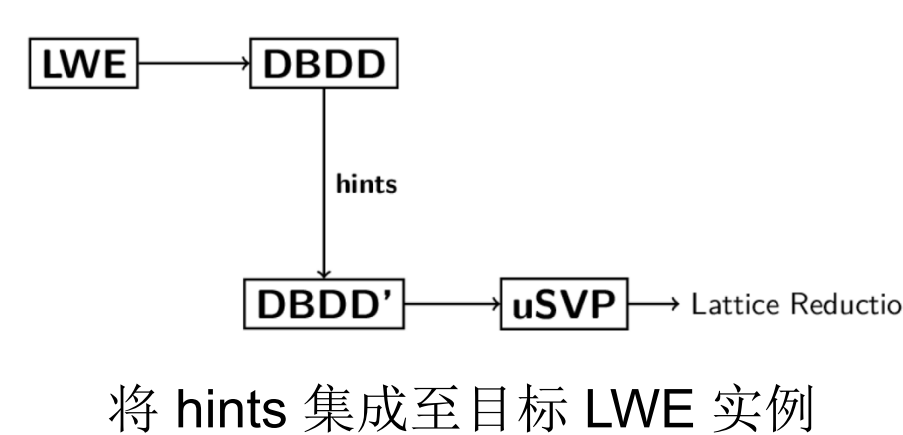 LWE DBDD
hints
DBDD’ uSVP Lattice Reductio
将 hints 集成至目标 LWE 实例